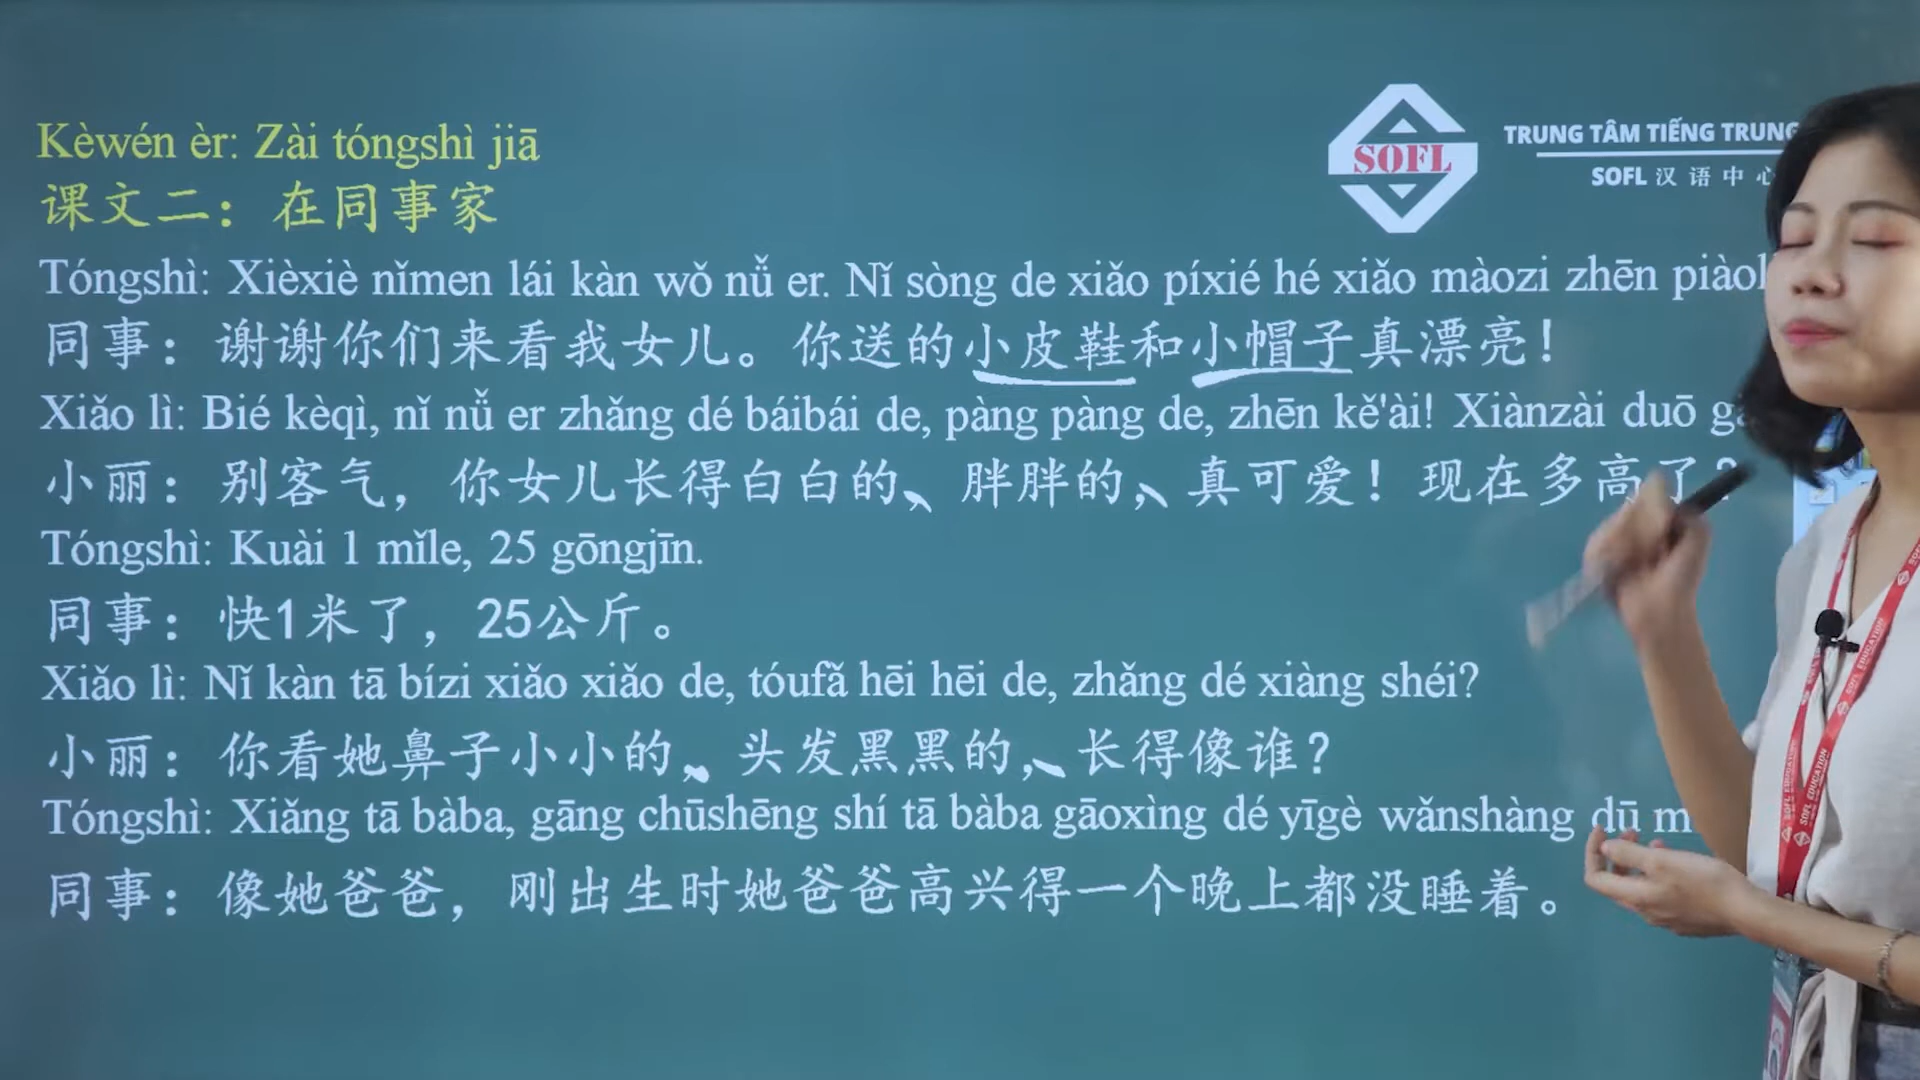 Kèwén èr: Zài tóngshì jiā
课文二：在同事家
SOFL
TRUNG TÂM TIẾNG TRUNG
SOFL 汉语中心
Tóngshì: Xièxiè nǐmen lái kàn wǒ nǚ er. Nǐ sòng de xiǎo píxié hé xiǎo màozi zhēn piàol
同事：谢谢你们来看我女儿。你送的小皮鞋和小帽子真漂亮！
Xiǎo lì: Bié kèqì, nǐ nǚ er zhǎng dé báibái de, pàng pàng de, zhēn kě'ài! Xiànzài duō
小丽：别客气，你女儿长得白白的、胖胖的、真可爱！现在多高了？
Tóngshì: Kuài 1 mǐle, 25 gōngjīn.
同事：快1米了，25公斤。
Xiǎo lì: Nǐ kàn tā bízi xiǎo xiǎo de, tóufǎ hēi hēi de, zhǎng dé xiàng shéi?
小丽：你看她鼻子小小的、头发黑黑的、长得像谁？
Tóngshì: Xiǎng tā bàba, gāng chūshēng shí tā bàba gāoxìng dé yīgè wǎnshàng dū m
同事：像她爸爸，刚出生时她爸爸高兴得一个晚上都没睡着。
SOFL EDUCATION